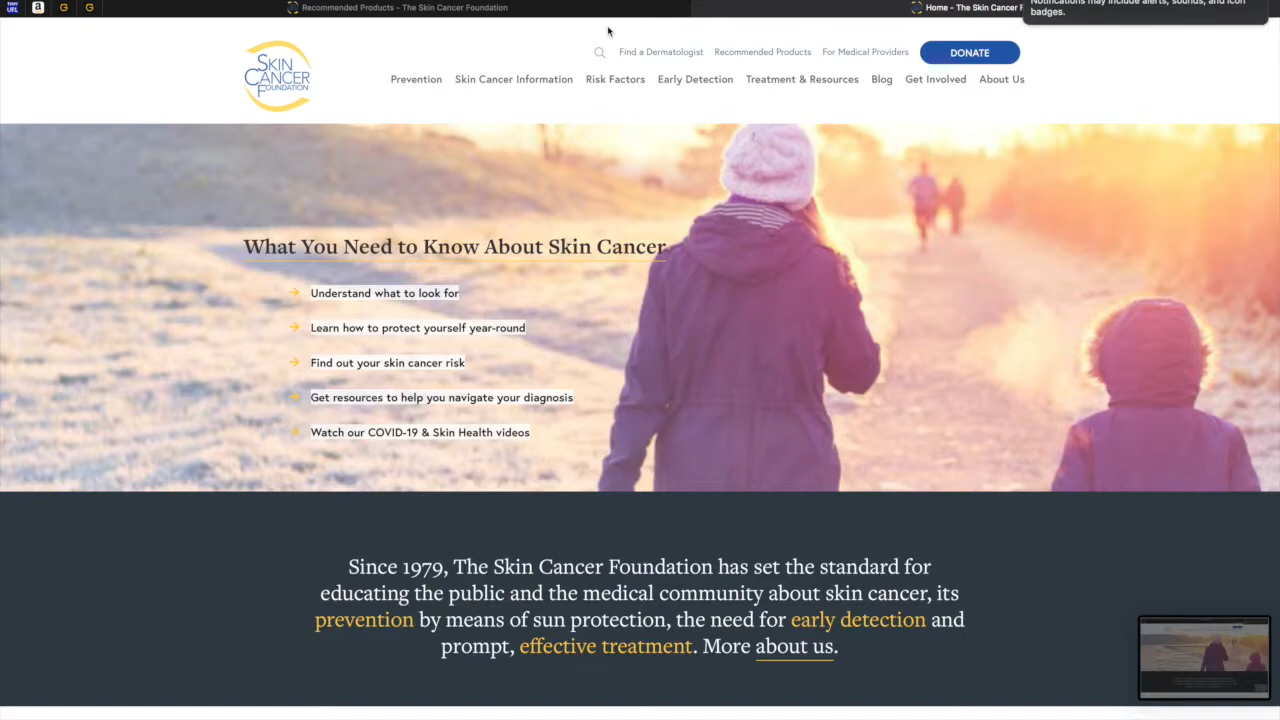 TINY
URL
a
G
G
Recommended Products – The Skin Cancer Foundation
Home – The Skin Cancer F
Notifications may include alerts, sounds, and icon
badges.
SKIN
CANCER
FOUNDATION
Find a Dermatologist
Recommended Products
For Medical Providers
DONATE
Prevention
Skin Cancer Information
Risk Factors
Early Detection
Treatment & Resources
Blog
Get Involved
About Us
What You Need to Know About Skin Cancer
Understand what to look for
Learn how to protect yourself year-round
Find out your skin cancer risk
Get resources to help you navigate your diagnosis
Watch our COVID-19 & Skin Health videos
Since 1979, The Skin Cancer Foundation has set the standard for
educating the public and the medical community about skin cancer, its
prevention by means of sun protection, the need for early detection and
prompt, effective treatment. More about us.